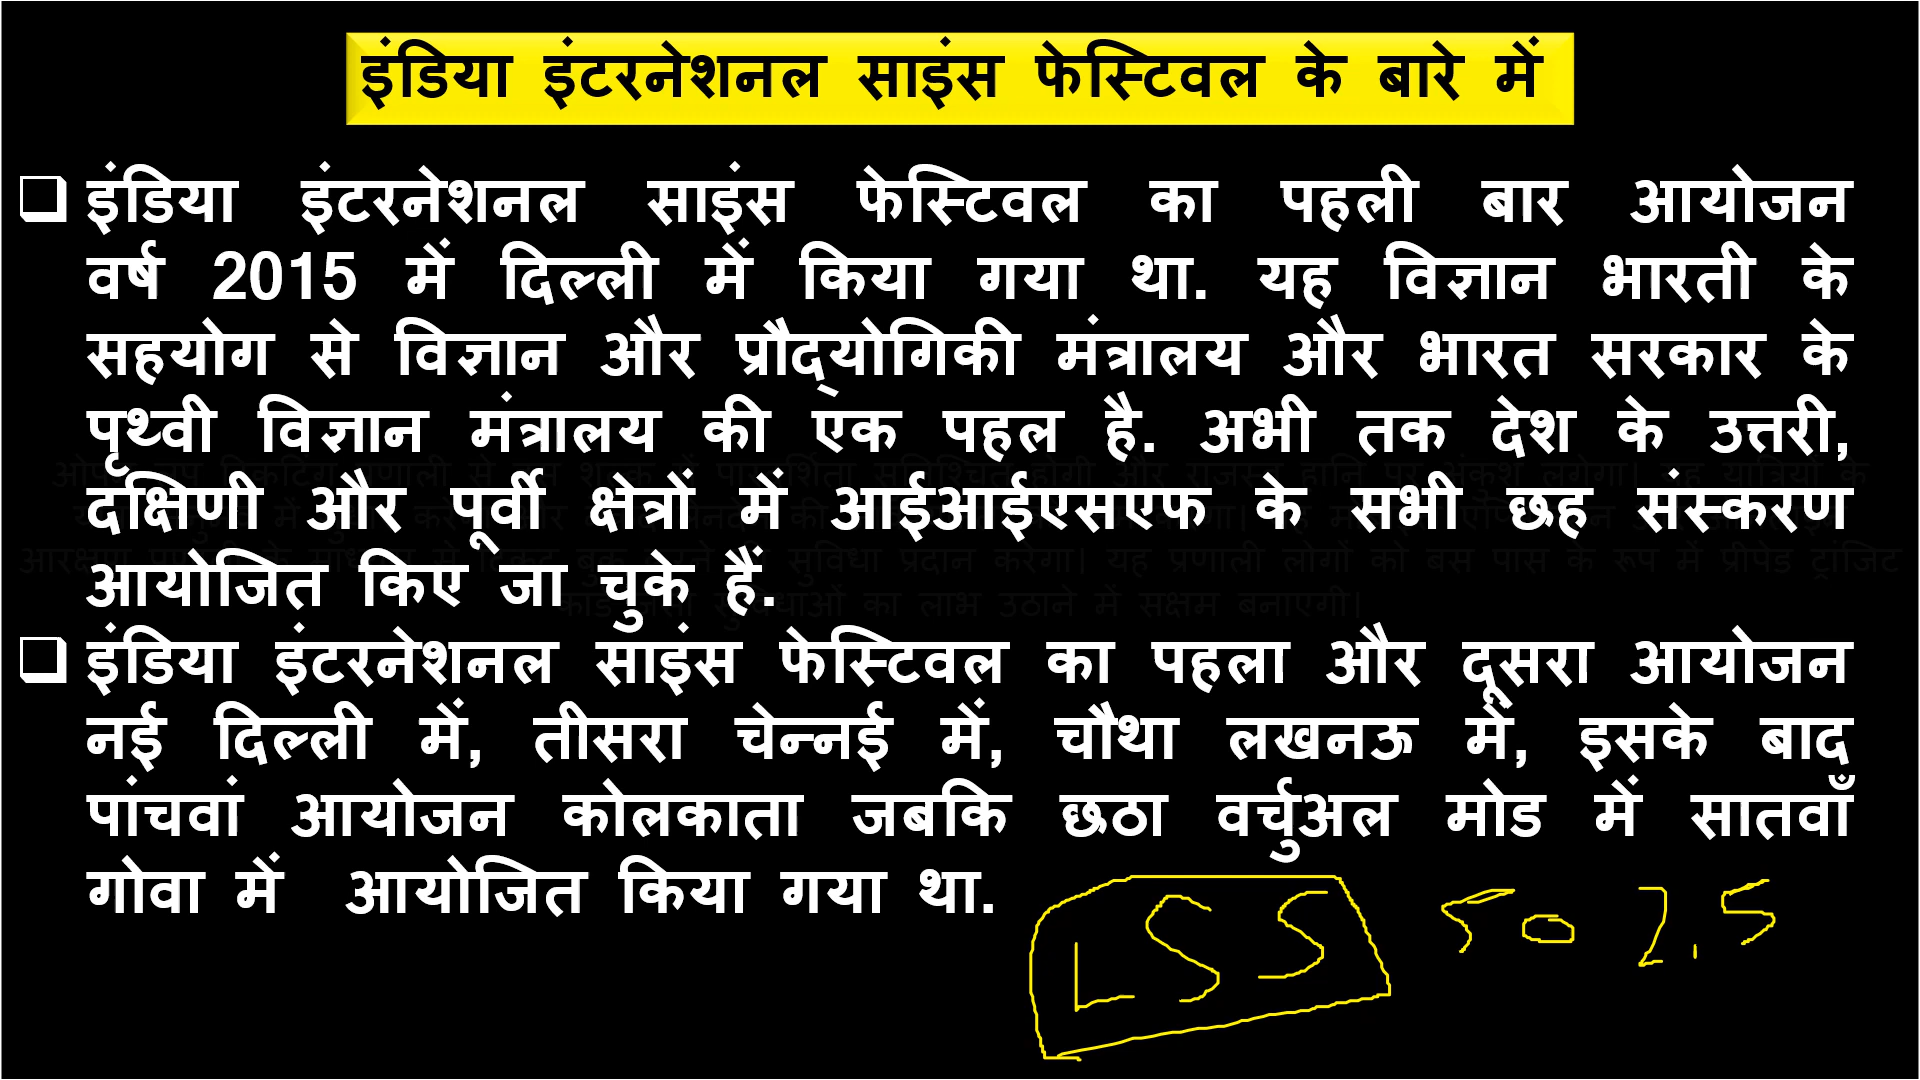 इंडिया इंटरनेशनल साइंस फेस्टिवल के बारे में
इंडिया इंटरनेशनल साइंस फेस्टिवल का पहली बार आयोजन
वर्ष 2015 में दिल्ली में किया गया था. यह विज्ञान भारती के
सहयोग से विज्ञान और प्रौद्योगिकी मंत्रालय और भारत सरकार के
पृथ्वी विज्ञान मंत्रालय की एक पहल है. अभी तक देश के उत्तरी,
दक्षिणी और पूर्वी क्षेत्रों में आईआईएसएफ के सभी छह संस्करण
आयोजित किए जा चुके हैं.
इंडिया इंटरनेशनल साइंस फेस्टिवल का पहला और दूसरा आयोजन
नई दिल्ली में, तीसरा चेन्नई में, चौथा लखनऊ में, इसके बाद
पांचवां आयोजन कोलकाता जबकि छठा वर्चुअल मोड में सातवाँ
गोवा में आयोजित किया गया था.
LSS